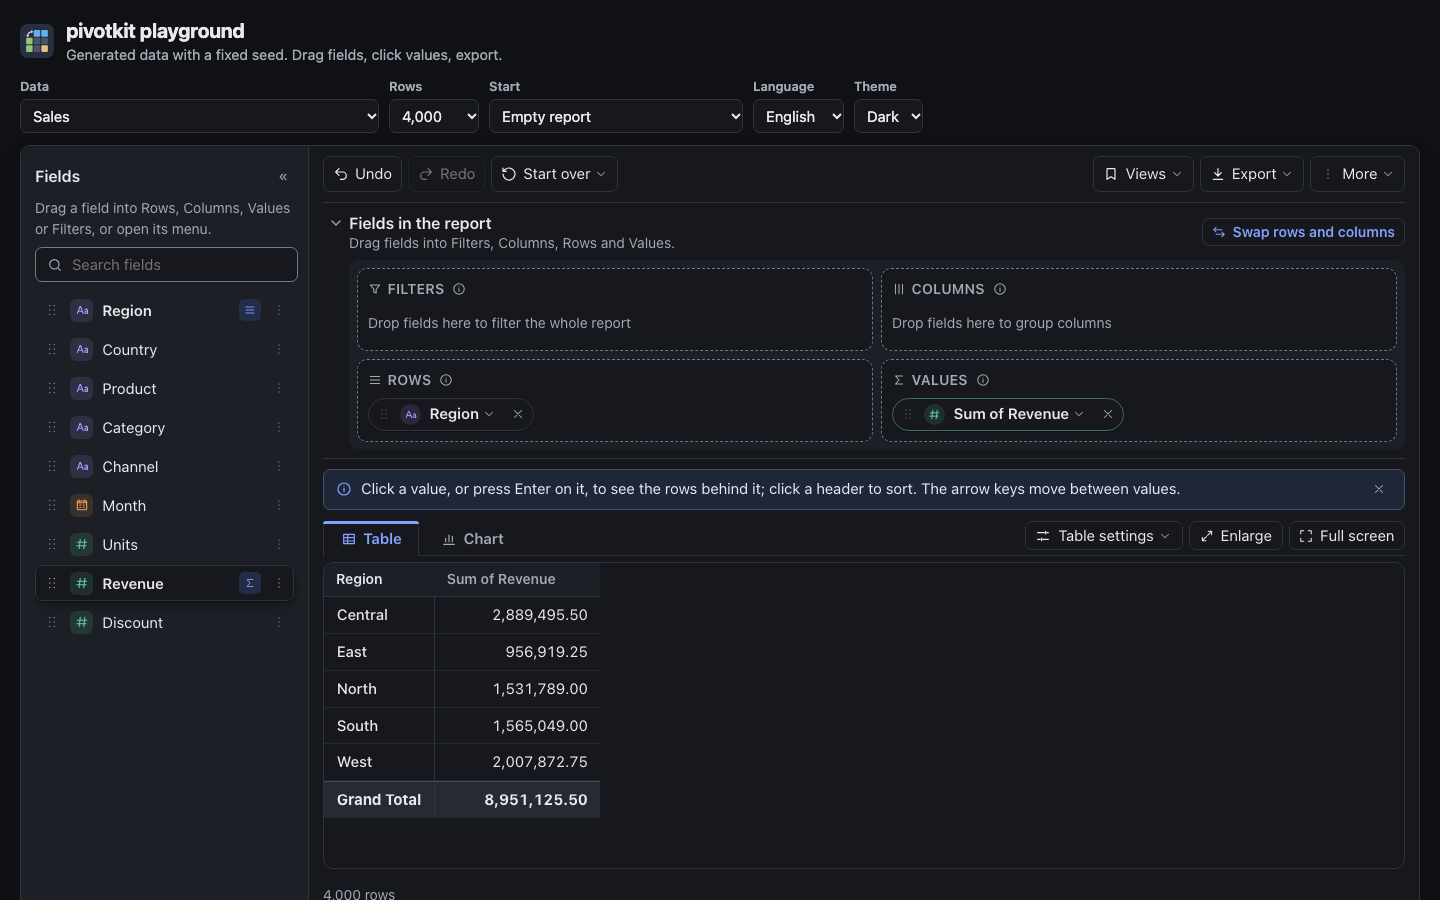 pivotkit playground
Generated data with a fixed seed. Drag fields, click values, export.
Data
Rows
Start
Language
Theme
Sales
4,000
Empty report
English
Dark
Fields
«
Drag a field into Rows, Columns, Values
or Filters, or open its menu.
Search fields
Aa Region
Aa Country
Aa Product
Aa Category
Aa Channel
Month
# Units
# Revenue Σ
# Discount
Undo
Redo
Start over
Views
Export
More
Fields in the report
Drag fields into Filters, Columns, Rows and Values.
Swap rows and columns
FILTERS
Drop fields here to filter the whole report
COLUMNS
Drop fields here to group columns
ROWS
Aa Region
Σ VALUES
# Sum of Revenue
Click a value, or press Enter on it, to see the rows behind it; click a header to sort. The arrow keys move between values.
Table
Chart
Table settings
Enlarge
Full screen
Region Sum of Revenue
Central 2,889,495.50
East 956,919.25
North 1,531,789.00
South 1,565,049.00
West 2,007,872.75
Grand Total 8,951,125.50
4,000 rows